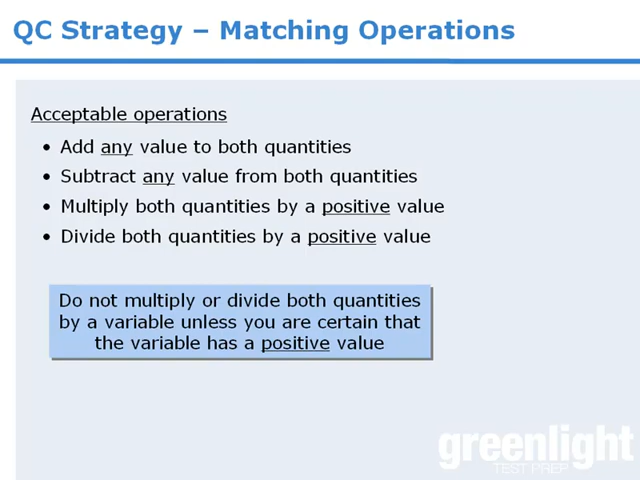 QC Strategy – Matching Operations
Acceptable operations
• Add any value to both quantities
• Subtract any value from both quantities
• Multiply both quantities by a positive value
• Divide both quantities by a positive value
Do not multiply or divide both quantities
by a variable unless you are certain that
the variable has a positive value
greenlight
TEST PREP